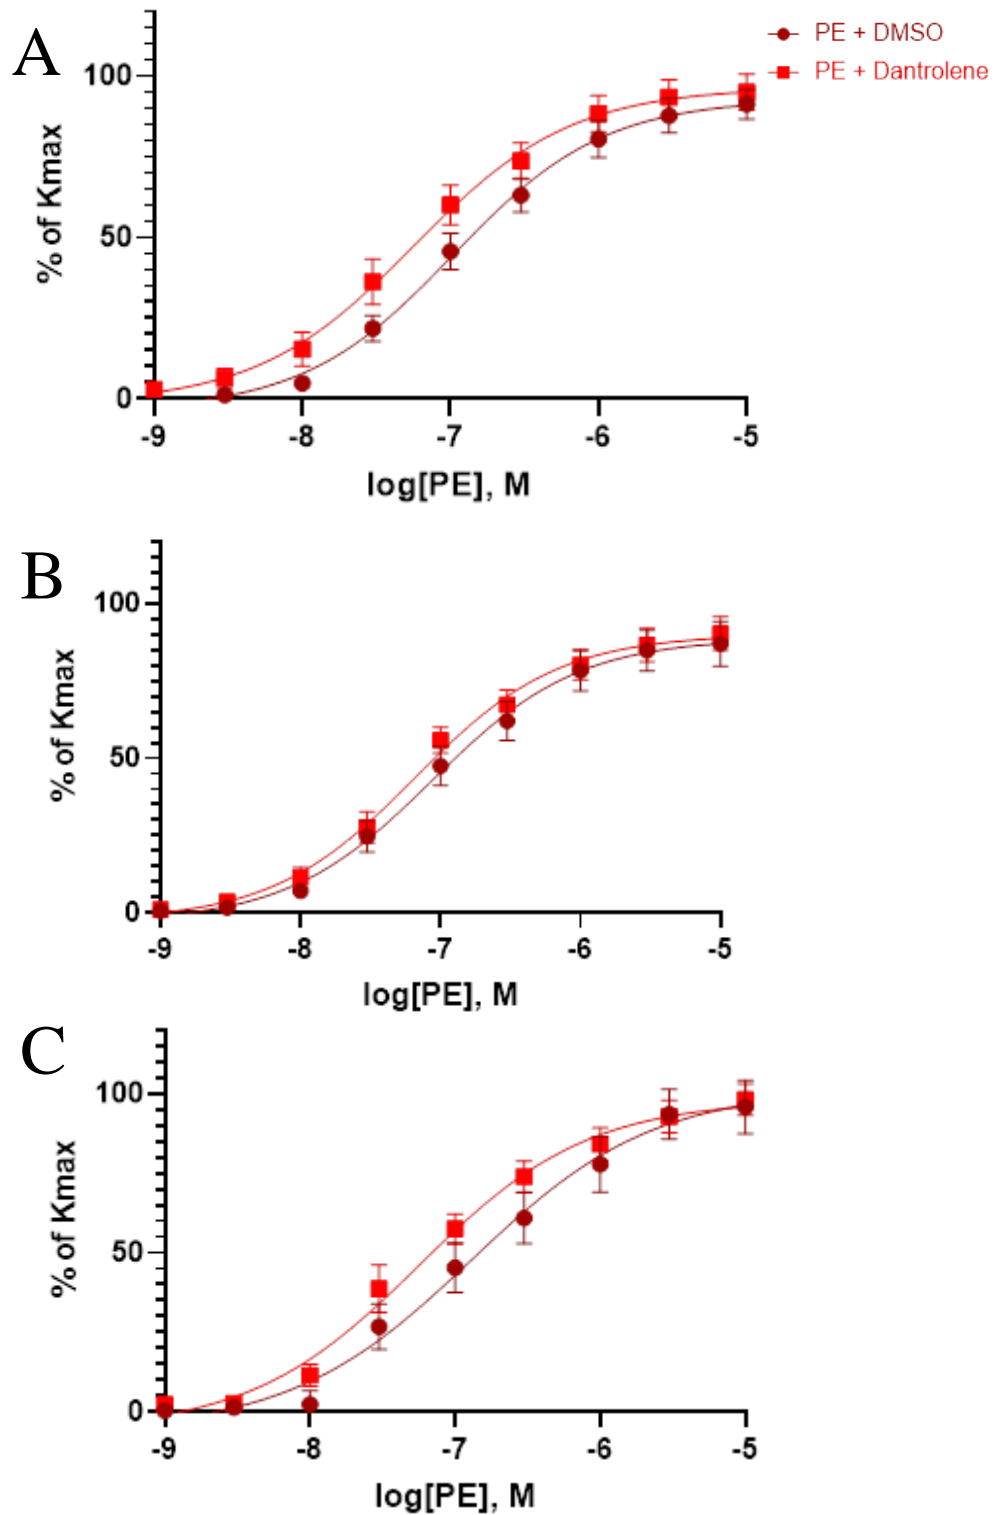 A
PE + DMSO
PE + Dantrolene
100
50
0
% of Kmax
-9 -8 -7 -6 -5
log[PE], M
B
100
50
0
% of Kmax
-9 -8 -7 -6 -5
log[PE], M
C
100
50
0
% of Kmax
-9 -8 -7 -6 -5
log[PE], M